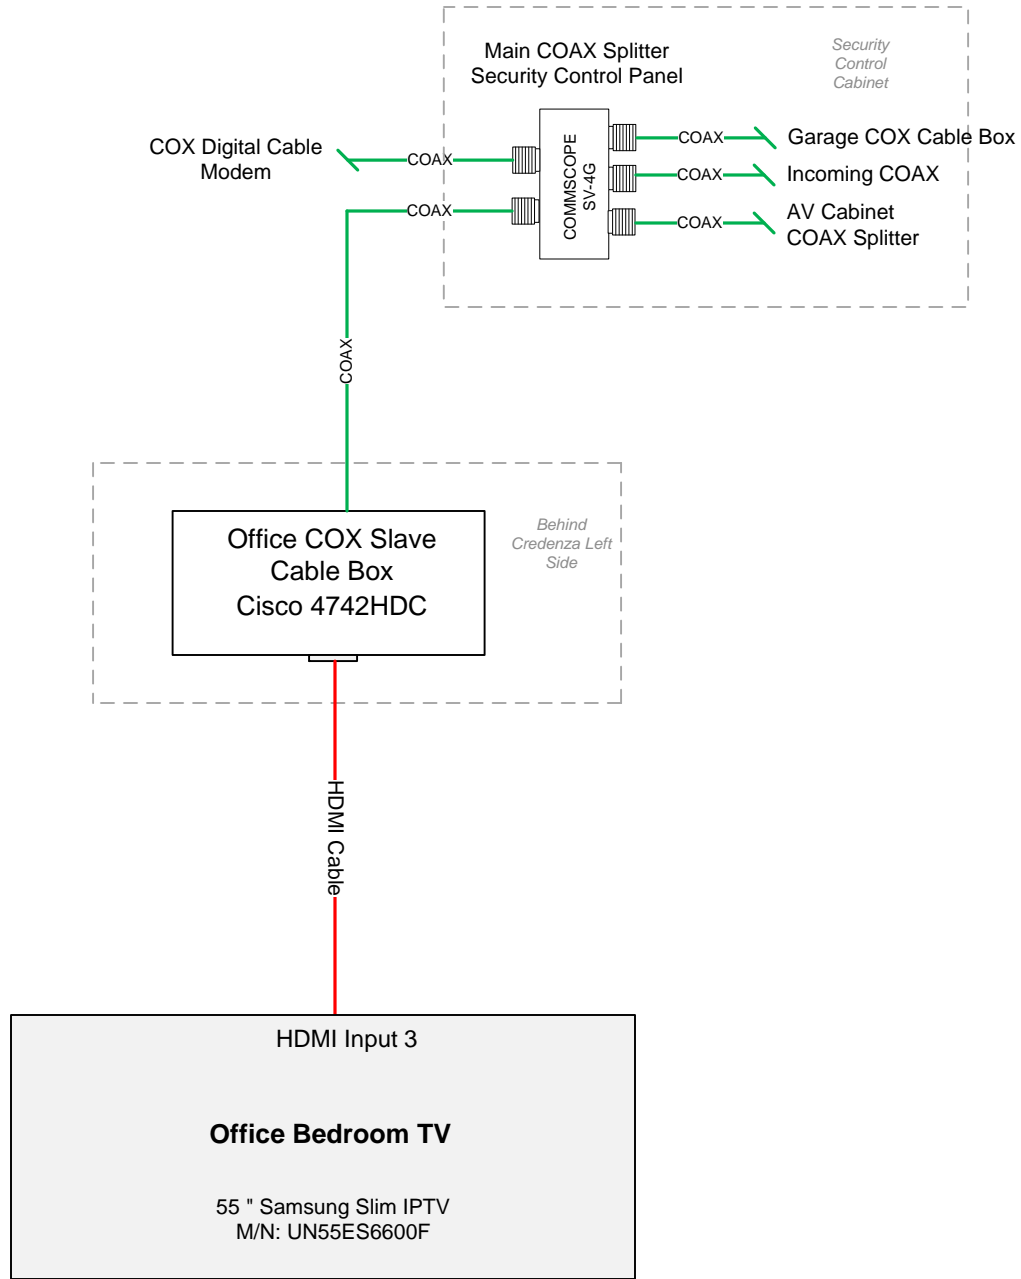 Main COAX Splitter
Security Control Panel
Security
Control
Cabinet
COX Digital Cable
Modem
COAX
COAX
COMMSCOPE
SV-4G
COAX
Garage COX Cable Box
COAX
Incoming COAX
COAX
AV Cabinet
COAX Splitter
COAX
Office COX Slave
Cable Box
Cisco 4742HDC
Behind
Credenza Left
Side
HDMI Cable
HDMI Input 3
Office Bedroom TV
55 " Samsung Slim IPTV
M/N: UN55ES6600F